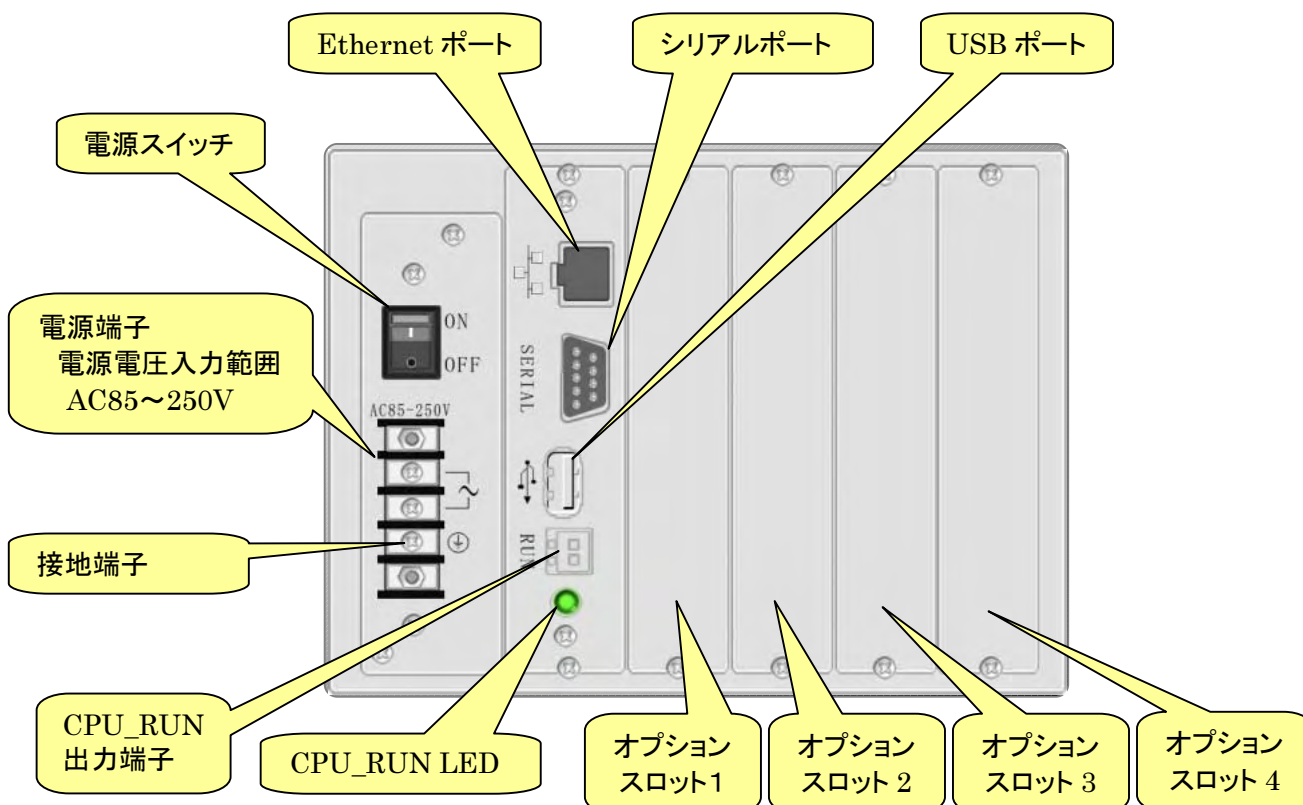 Ethernet ポート
シリアルポート
USB ポート
電源スイッチ
ON
OFF
電源端子
電源電圧入力範囲
AC85～250V
SERIAL
AC85-250V
接地端子
RUN
CPU_RUN
出力端子
CPU_RUN LED
オプション
スロット1
オプション
スロット 2
オプション
スロット 3
オプション
スロット 4